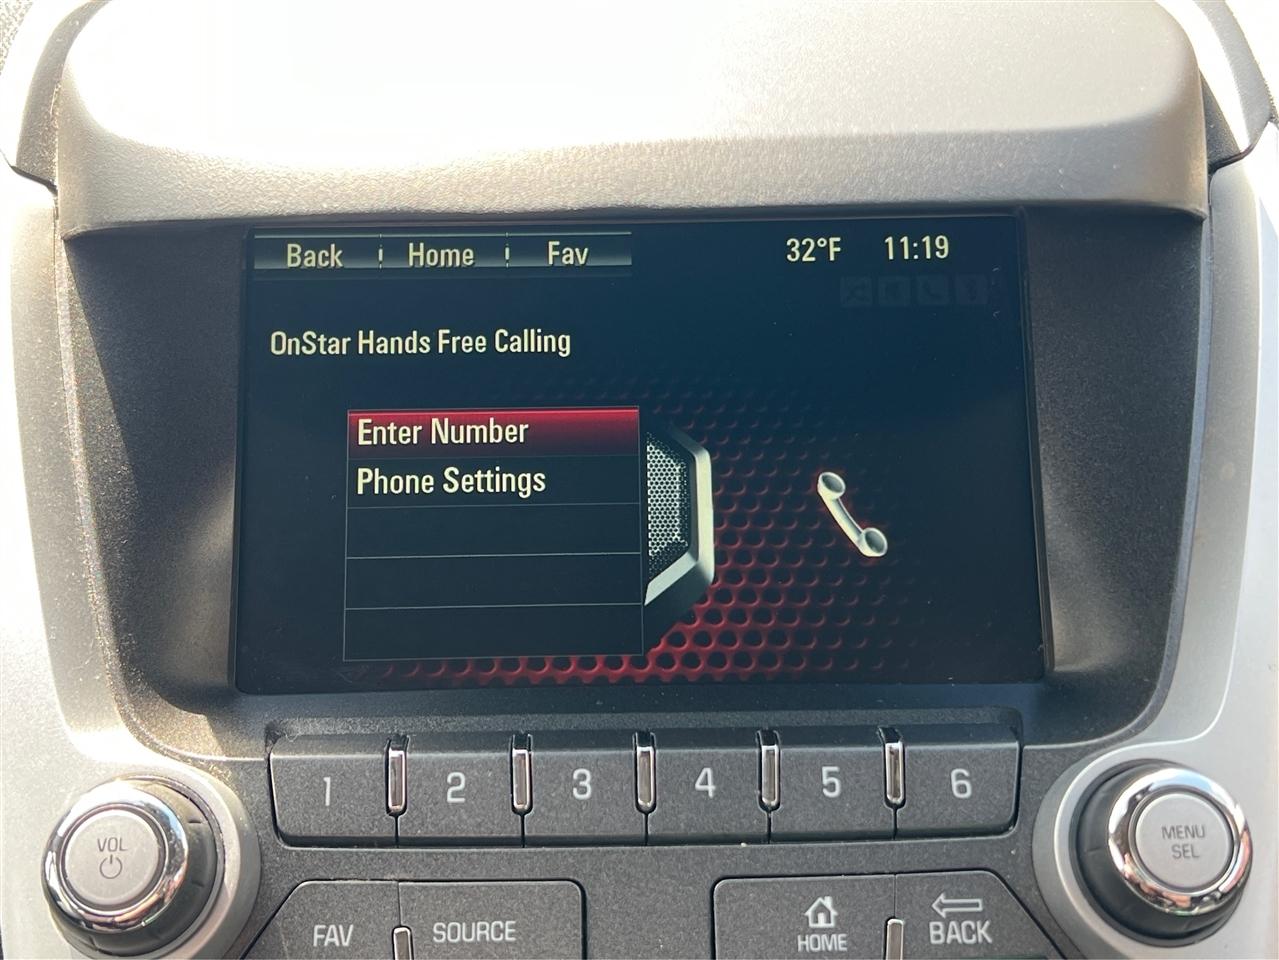 Back Home Fav 32°F 11:19
OnStar Hands Free Calling
Enter Number
Phone Settings
1 2 3 4 5 6
VOL
MENU
SEL
FAV SOURCE HOME BACK